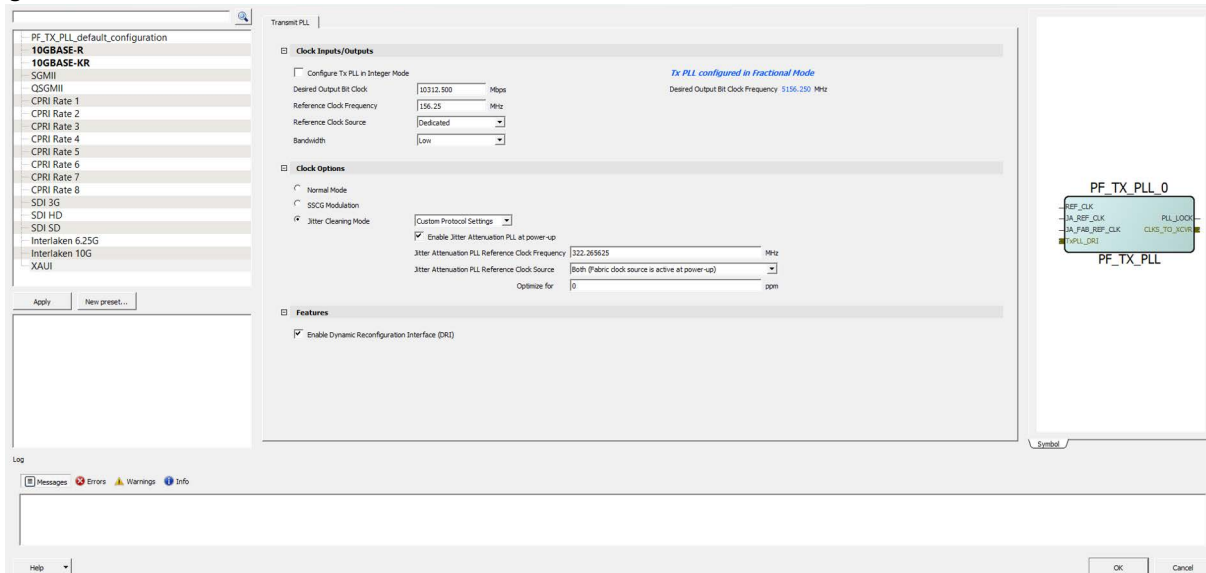 Transmit PLL
PF_TX_PLL_default_configuration
10GBASE-R
10GBASE-KR
SGMII
QSGMII
CPRI Rate 1
CPRI Rate 2
CPRI Rate 3
CPRI Rate 4
CPRI Rate 5
CPRI Rate 6
CPRI Rate 7
CPRI Rate 8
SDI 3G
SDI HD
SDI SD
Interlaken 6.25G
Interlaken 10G
XAUI
Apply New preset...
Clock Inputs/Outputs
Configure Tx PLL in Integer Mode Tx PLL configured in Fractional Mode
Desired Output Bit Clock 10312.500 Mbps Desired Output Bit Clock Frequency 5156.250 MHz
Reference Clock Frequency 156.25 MHz
Reference Clock Source Dedicated
Bandwidth Low
Clock Options
Normal Mode
SSCG Modulation
Jitter Cleaning Mode Custom Protocol Settings
Enable Jitter Attenuation PLL at power-up
Jitter Attenuation PLL Reference Clock Frequency 322.265625 MHz
Jitter Attenuation PLL Reference Clock Source Both (Fabric clock source is active at power-up)
Optimize for 0 ppm
Features
Enable Dynamic Reconfiguration Interface (DRI)
PF_TX_PLL_0
REF_CLK
JA_REF_CLK PLL_LOCK
JA_FAB_REF_CLK CLKS_TO_XCVR
TxPLL_DRI
PF_TX_PLL
Symbol
Log
Messages Errors Warnings Info
Help OK Cancel